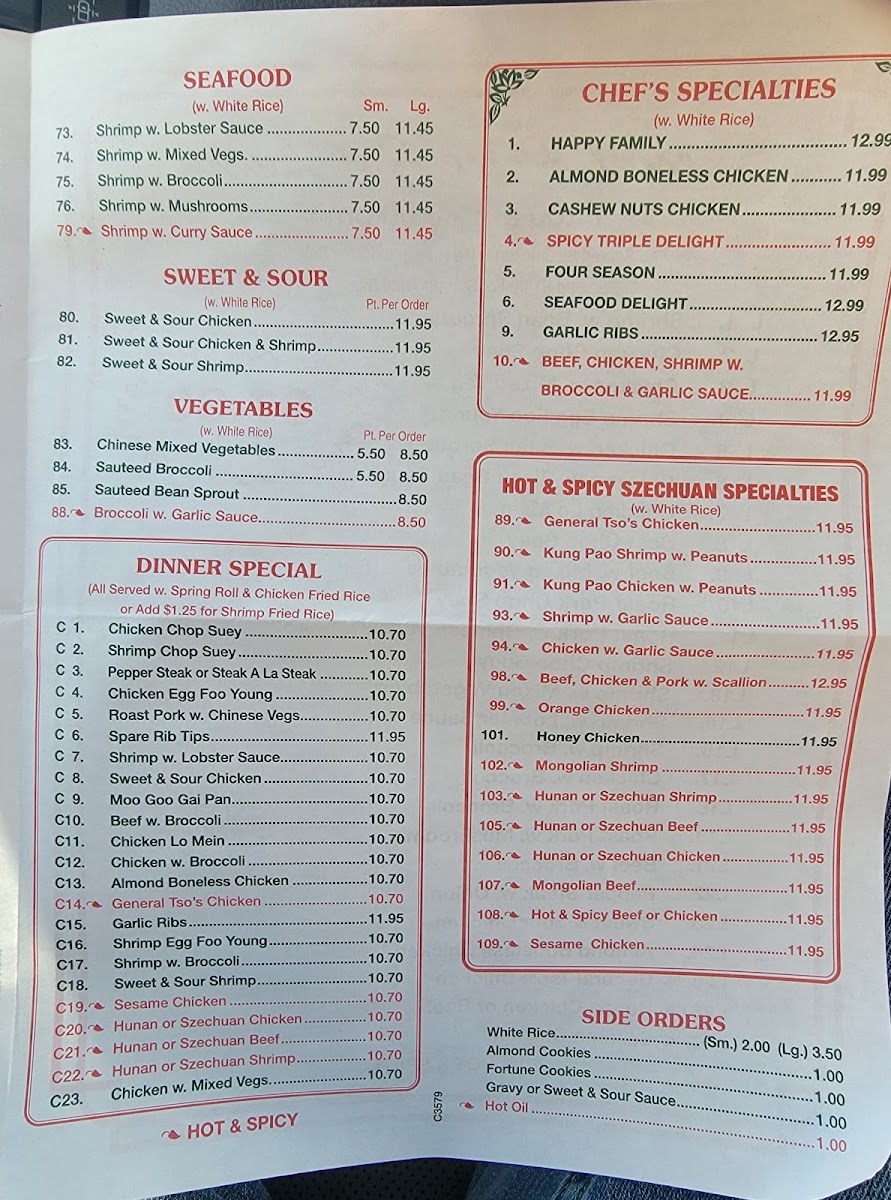 SEAFOOD
(w. White Rice) Sm. Lg.
73. Shrimp w. Lobster Sauce ................... 7.50 11.45
74. Shrimp w. Mixed Vegs. ...................... 7.50 11.45
75. Shrimp w. Broccoli............................. 7.50 11.45
76. Shrimp w. Mushrooms....................... 7.50 11.45
79. Shrimp w. Curry Sauce...................... 7.50 11.45
SWEET & SOUR
(w. White Rice) Pt. Per Order
80. Sweet & Sour Chicken.................................11.95
81. Sweet & Sour Chicken & Shrimp..................11.95
82. Sweet & Sour Shrimp...................................11.95
VEGETABLES
(w. White Rice) Pt. Per Order
83. Chinese Mixed Vegetables................... 5.50 8.50
84. Sauteed Broccoli ................................. 5.50 8.50
85. Sauteed Bean Sprout ....................................8.50
88. Broccoli w. Garlic Sauce.................................8.50
DINNER SPECIAL
(All Served w. Spring Roll & Chicken Fried Rice
or Add $1.25 for Shrimp Fried Rice)
C 1. Chicken Chop Suey .............................10.70
C 2. Shrimp Chop Suey...............................10.70
C 3. Pepper Steak or Steak A La Steak ...........10.70
C 4. Chicken Egg Foo Young ......................10.70
C 5. Roast Pork w. Chinese Vegs................10.70
C 6. Spare Rib Tips.....................................11.95
C 7. Shrimp w. Lobster Sauce.....................10.70
C 8. Sweet & Sour Chicken .........................10.70
C 9. Moo Goo Gai Pan................................10.70
C10. Beef w. Broccoli ..................................10.70
C11. Chicken Lo Mein .................................10.70
C12. Chicken w. Broccoli .............................10.70
C13. Almond Boneless Chicken ..................10.70
C14. General Tso's Chicken ........................10.70
C15. Garlic Ribs...........................................11.95
C16. Shrimp Egg Foo Young........................10.70
C17. Shrimp w. Broccoli...............................10.70
C18. Sweet & Sour Shrimp..........................10.70
C19. Sesame Chicken .................................10.70
C20. Hunan or Szechuan Chicken ...............10.70
C21. Hunan or Szechuan Beef.....................10.70
C22. Hunan or Szechuan Shrimp.................10.70
C23. Chicken w. Mixed Vegs........................10.70
HOT & SPICY
C3579
CHEF'S SPECIALTIES
(w. White Rice)
1. HAPPY FAMILY ....................................... 12.99
2. ALMOND BONELESS CHICKEN ........... 11.99
3. CASHEW NUTS CHICKEN..................... 11.99
4. SPICY TRIPLE DELIGHT........................ 11.99
5. FOUR SEASON ...................................... 11.99
6. SEAFOOD DELIGHT............................... 12.99
9. GARLIC RIBS ......................................... 12.95
10. BEEF, CHICKEN, SHRIMP W.
BROCCOLI & GARLIC SAUCE.............. 11.99
HOT & SPICY SZECHUAN SPECIALTIES
(w. White Rice)
89. General Tso's Chicken...........................11.95
90. Kung Pao Shrimp w. Peanuts................11.95
91. Kung Pao Chicken w. Peanuts ..............11.95
93. Shrimp w. Garlic Sauce.........................11.95
94. Chicken w. Garlic Sauce........................11.95
98. Beef, Chicken & Pork w. Scallion..........12.95
99. Orange Chicken.....................................11.95
101. Honey Chicken.......................................11.95
102. Mongolian Shrimp .................................11.95
103. Hunan or Szechuan Shrimp...................11.95
105. Hunan or Szechuan Beef.......................11.95
106. Hunan or Szechuan Chicken..................11.95
107. Mongolian Beef......................................11.95
108. Hot & Spicy Beef or Chicken .................11.95
109. Sesame Chicken....................................11.95
SIDE ORDERS
White Rice................................... (Sm.) 2.00 (Lg.) 3.50
Almond Cookies ......................................................1.00
Fortune Cookies ......................................................1.00
Gravy or Sweet & Sour Sauce..................................1.00
Hot Oil .....................................................................1.00